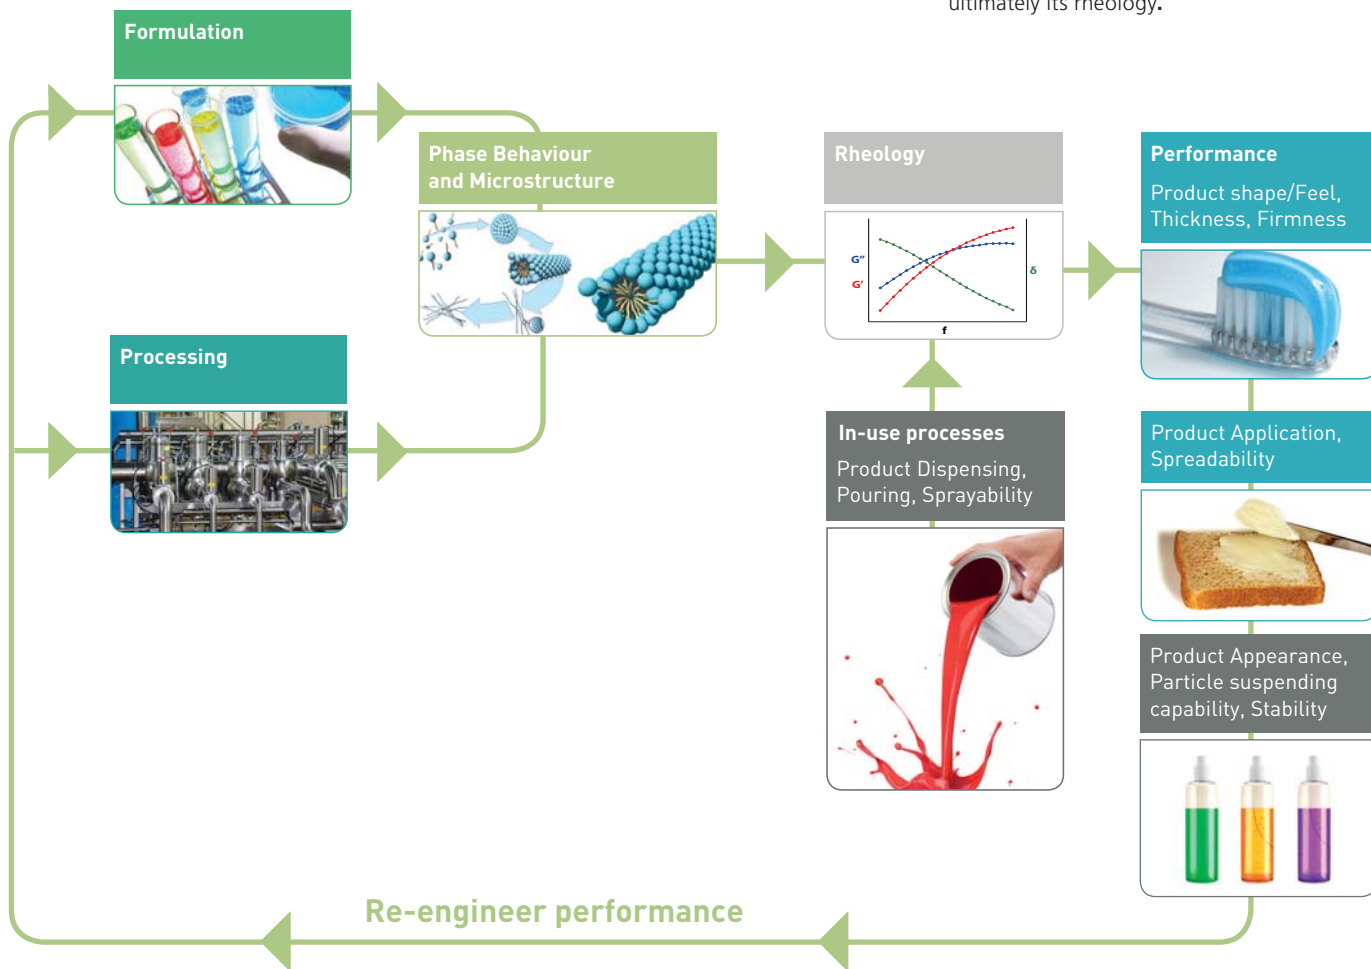 ultimately its rheology.
Formulation
Phase Behaviour
and Microstructure
Rheology
G"
G'
δ
f
Performance
Product shape/Feel,
Thickness, Firmness
Processing
In-use processes
Product Dispensing,
Pouring, Sprayability
Product Application,
Spreadability
Product Appearance,
Particle suspending
capability, Stability
Re-engineer performance